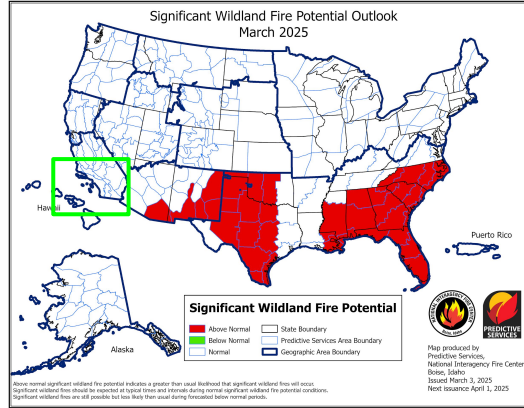 Significant Wildland Fire Potential Outlook
March 2025
Hawaii
Puerto Rico
Alaska
Significant Wildland Fire Potential
Above Normal
Below Normal
Normal
State Boundary
Predictive Services Area Boundary
Geographic Area Boundary
PREDICTIVE
SERVICES
Map produced by
Predictive Services,
National Interagency Fire Center
Boise, Idaho
Issued March 3, 2025
Next issuance April 1, 2025
Above normal significant wildland fire potential indicates a greater than usual likelihood that significant wildland fires will occur.
Significant wildland fires should be expected at typical times and intervals during normal significant wildland fire potential conditions.
Significant wildland fires are still possible but less likely than usual during forecasted below normal periods.